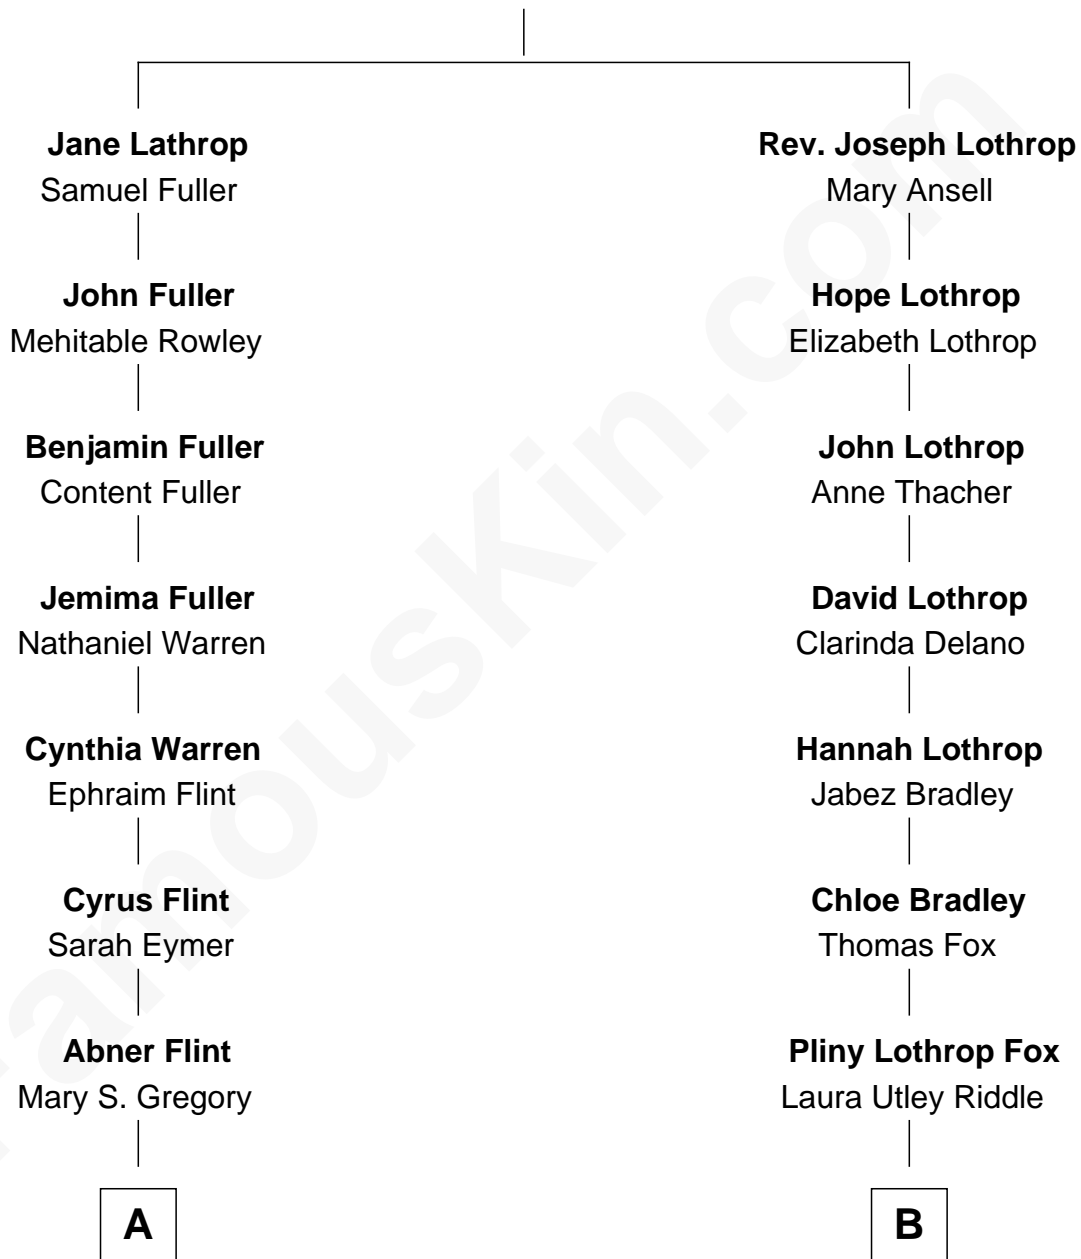 Jane Lathrop
Samuel Fuller
John Fuller
Mehitable Rowley
Benjamin Fuller
Content Fuller
Jemima Fuller
Nathaniel Warren
Cynthia Warren
Ephraim Flint
Cyrus Flint
Sarah Eymer
Abner Flint
Mary S. Gregory
A
Rev. Joseph Lothrop
Mary Ansell
Hope Lothrop
Elizabeth Lothrop
John Lothrop
Anne Thacher
David Lothrop
Clarinda Delano
Hannah Lothrop
Jabez Bradley
Chloe Bradley
Thomas Fox
Pliny Lothrop Fox
Laura Utley Riddle
B
FamousKin.com